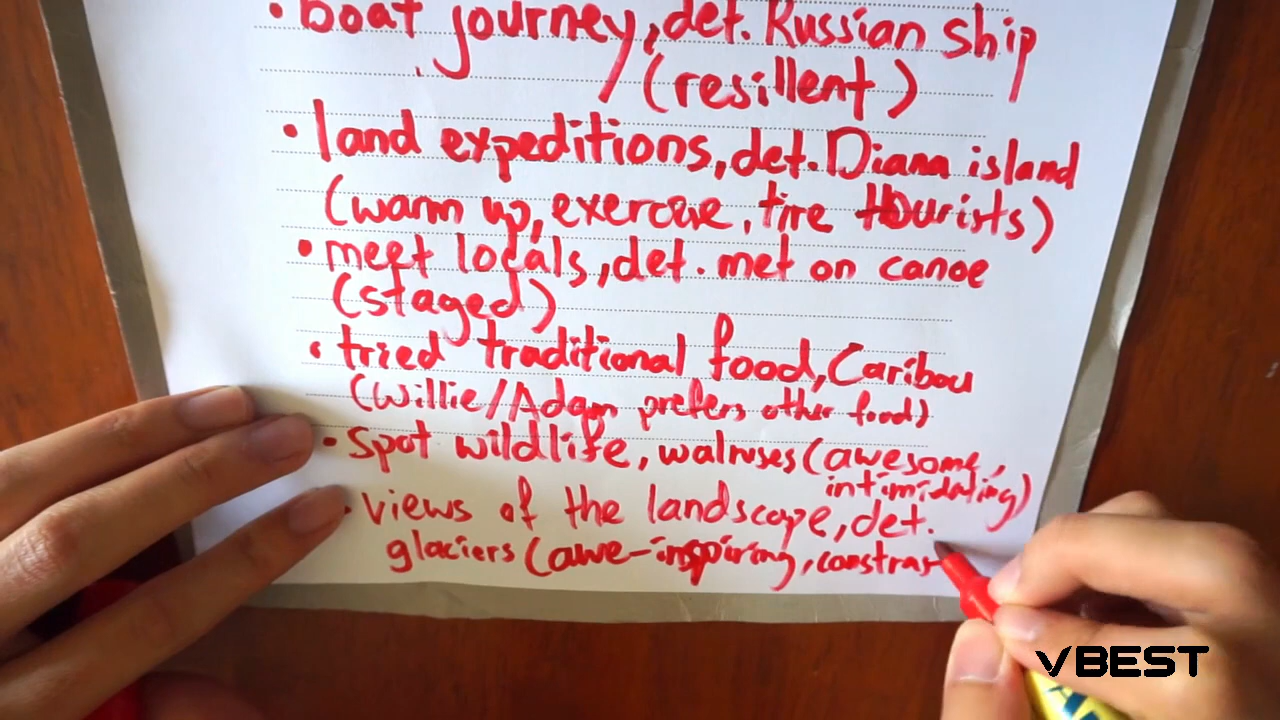 • boat journey, det. Russian ship
(resillent)
• land expeditions, det. Diana island
(warm up, exercise, tire tourists)
• meet locals, det. met on canoe
(staged)
• tried traditional food, Caribou
(Willie/Adam prefers other food)
• spot wildlife, walruses (awesome,
intimidating)
• views of the landscape, det.
glaciers (awe-inspiring, constras
VBEST